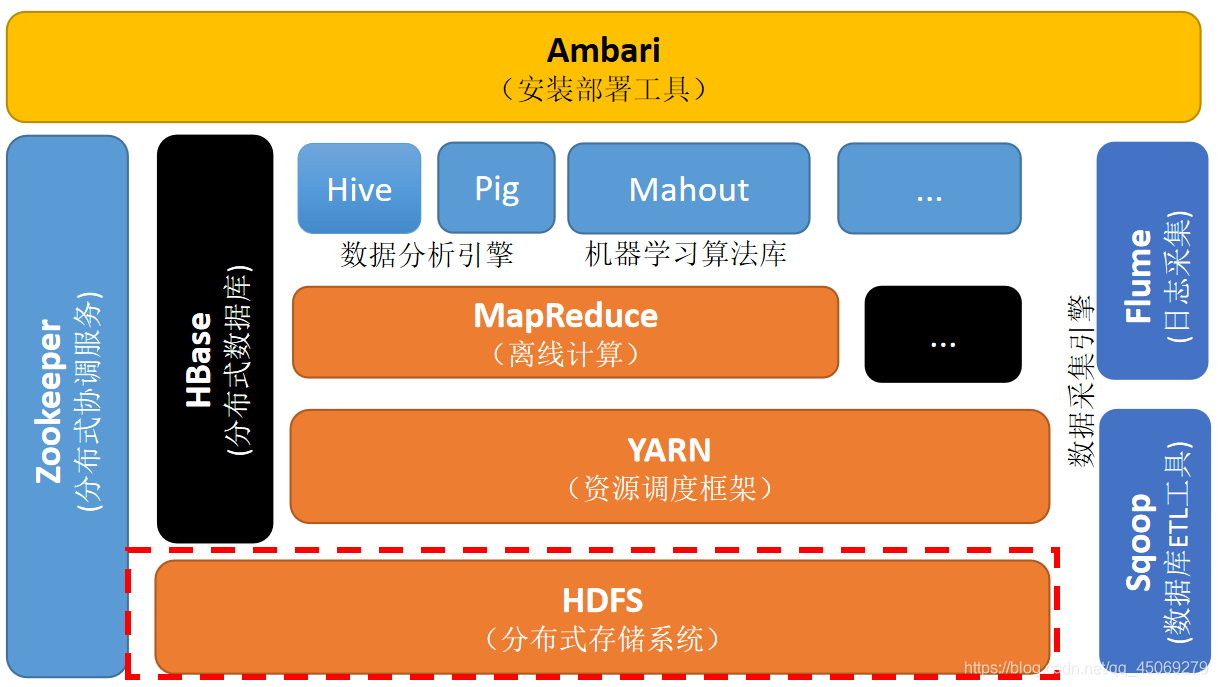 Ambari
（安装部署工具）
Zookeeper
(分布式协调服务)
HBase
(分布式数据库)
Hive
Pig
Mahout
...
数据分析引擎
机器学习算法库
MapReduce
（离线计算）
...
YARN
（资源调度框架）
HDFS
（分布式存储系统）
数据采集引擎
Flume
(日志采集)
Sqoop
(数据库ETL工具)
https://blog.csdn.net/qq_45069279